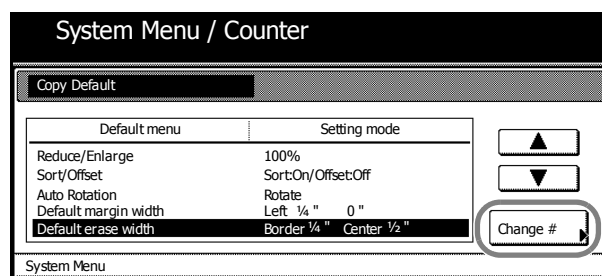 System Menu / Counter
Copy Default
Default menu Setting mode
Reduce/Enlarge 100%
Sort/Offset Sort:On/Offset:Off
Auto Rotation Rotate
Default margin width Left ¼ " 0 "
Default erase width Border ¼ " Center ½ "
Change #
System Menu